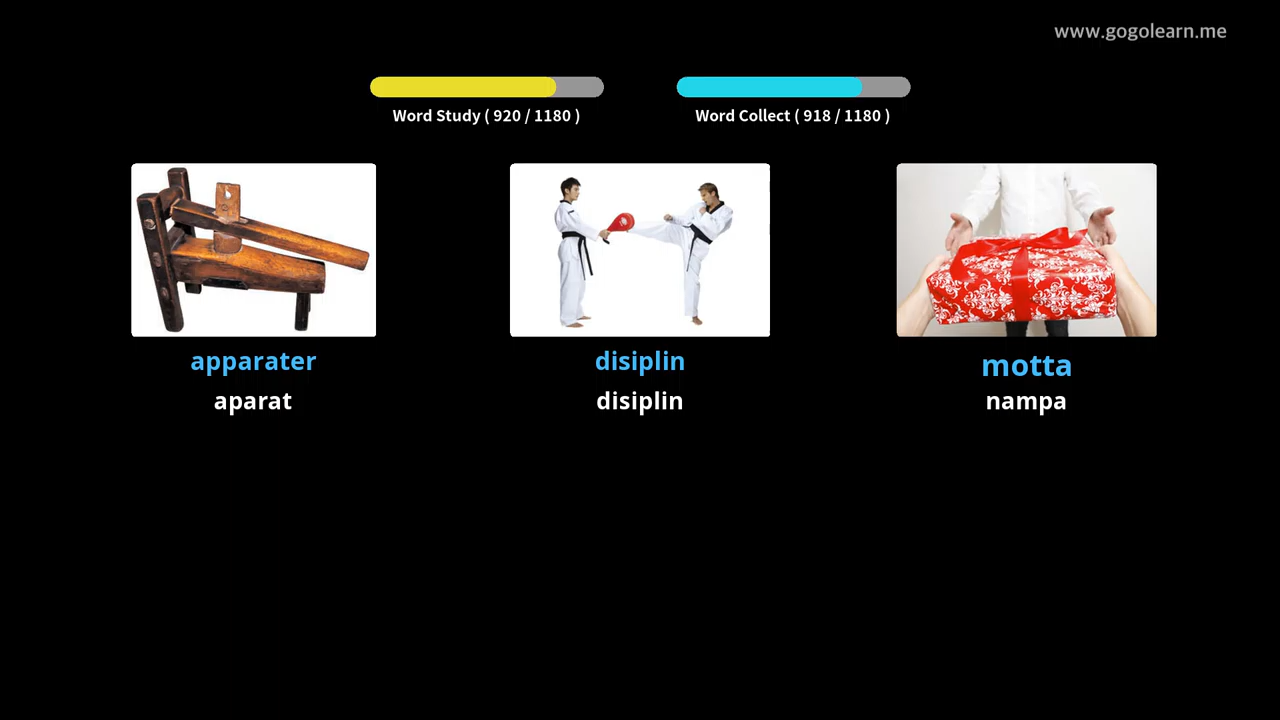 www.gogolearn.me
Word Study ( 920 / 1180 )
Word Collect ( 918 / 1180 )
apparater
disiplin
motta
aparat
disiplin
nampa